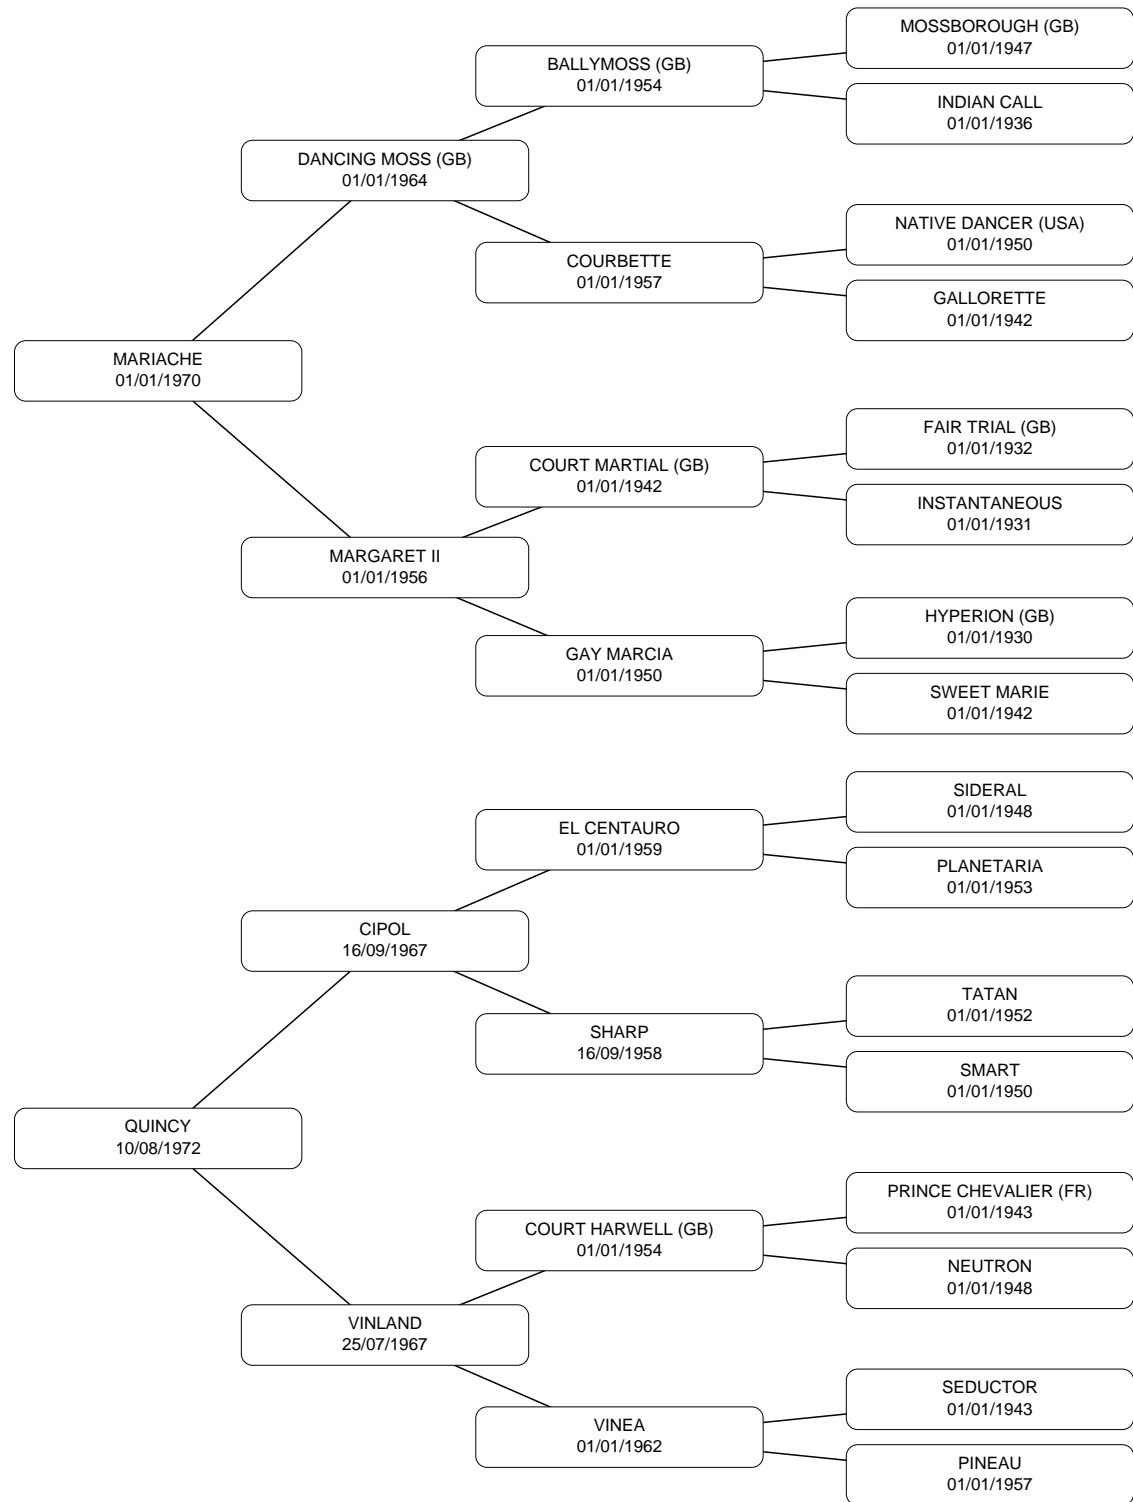 MOSSBOROUGH (GB)
01/01/1947
BALLYMOSS (GB)
01/01/1954
INDIAN CALL
01/01/1936
DANCING MOSS (GB)
01/01/1964
NATIVE DANCER (USA)
01/01/1950
COURBETTE
01/01/1957
GALLORETTE
01/01/1942
MARIACHE
01/01/1970
FAIR TRIAL (GB)
01/01/1932
COURT MARTIAL (GB)
01/01/1942
INSTANTANEOUS
01/01/1931
MARGARET II
01/01/1956
HYPERION (GB)
01/01/1930
GAY MARCIA
01/01/1950
SWEET MARIE
01/01/1942
SIDERAL
01/01/1948
EL CENTAURO
01/01/1959
PLANETARIA
01/01/1953
CIPOL
16/09/1967
TATAN
01/01/1952
SHARP
16/09/1958
SMART
01/01/1950
QUINCY
10/08/1972
PRINCE CHEVALIER (FR)
01/01/1943
COURT HARWELL (GB)
01/01/1954
NEUTRON
01/01/1948
VINLAND
25/07/1967
SEDUCTOR
01/01/1943
VINEA
01/01/1962
PINEAU
01/01/1957